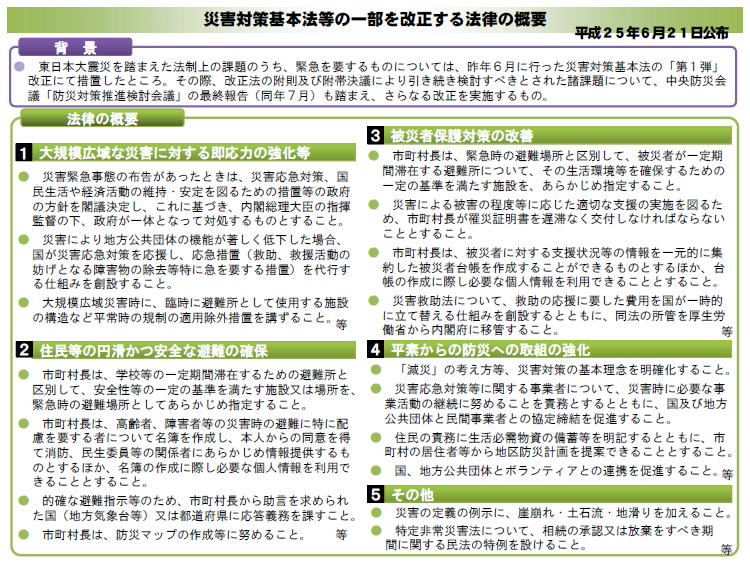 災害対策基本法等の一部を改正する法律の概要
平成２５年６月２１日公布
背　景
東日本大震災を踏まえた法制上の課題のうち、緊急を要するものについては、昨年６月に行った災害対策基本法の「第１弾」
改正にて措置したところ。その際、改正法の附則及び附帯決議により引き続き検討すべきとされた諸課題について、中央防災会
議「防災対策推進検討会議」の最終報告（同年７月）も踏まえ、さらなる改正を実施するもの。
法律の概要
1 大規模広域な災害に対する即応力の強化等
● 災害緊急事態の布告があったときは、災害応急対策、国
民生活や経済活動の維持・安定を図るための措置等の政府
の方針を閣議決定し、これに基づき、内閣総理大臣の指揮
監督の下、政府が一体となって対処するものとすること。
● 災害により地方公共団体の機能が著しく低下した場合、
国が災害応急対策を応援し、応急措置（救助、救援活動の
妨げとなる障害物の除去等特に急を要する措置）を代行す
る仕組みを創設すること。
● 大規模広域災害時に、臨時に避難所として使用する施設
の構造など平常時の規制の適用除外措置を講ずること。 等
2 住民等の円滑かつ安全な避難の確保
● 市町村長は、学校等の一定期間滞在するための避難所と
区別して、安全性等の一定の基準を満たす施設又は場所を、
緊急時の避難場所としてあらかじめ指定すること。
● 市町村長は、高齢者、障害者等の災害時の避難に特に配
慮を要する者について名簿を作成し、本人からの同意を得
て消防、民生委員等の関係者にあらかじめ情報提供するも
のとするほか、名簿の作成に際し必要な個人情報を利用で
きることとすること。
● 的確な避難指示等のため、市町村長から助言を求められ
た国（地方気象台等）又は都道府県に応答義務を課すこと。
● 市町村長は、防災マップの作成等に努めること。 等
3 被災者保護対策の改善
● 市町村長は、緊急時の避難場所と区別して、被災者が一定期
間滞在する避難所について、その生活環境等を確保するための
一定の基準を満たす施設を、あらかじめ指定すること。
● 災害による被害の程度等に応じた適切な支援の実施を図るた
め、市町村長が罹災証明書を遅滞なく交付しなければならない
こととすること。
● 市町村長は、被災者に対する支援状況等の情報を一元的に集
約した被災者台帳を作成することができるものとするほか、台
帳の作成に際し必要な個人情報を利用できることとすること。
● 災害救助法について、救助の応援に要した費用を国が一時的
に立て替える仕組みを創設するとともに、同法の所管を厚生労
働省から内閣府に移管すること。 等
4 平素からの防災への取組の強化
● 「減災」の考え方等、災害対策の基本理念を明確化すること。
● 災害応急対策等に関する事業者について、災害時に必要な事
業活動の継続に努めることを責務とするとともに、国及び地方
公共団体と民間事業者との協定締結を促進すること。
● 住民の責務に生活必需物資の備蓄等を明記するとともに、市
町村の居住者等から地区防災計画を提案できることとすること。
● 国、地方公共団体とボランティアとの連携を促進すること。 等
5 その他
● 災害の定義の例示に、崖崩れ・土石流・地滑りを加えること。
● 特定非常災害法について、相続の承認又は放棄をすべき期
間に関する民法の特例を設けること。 等